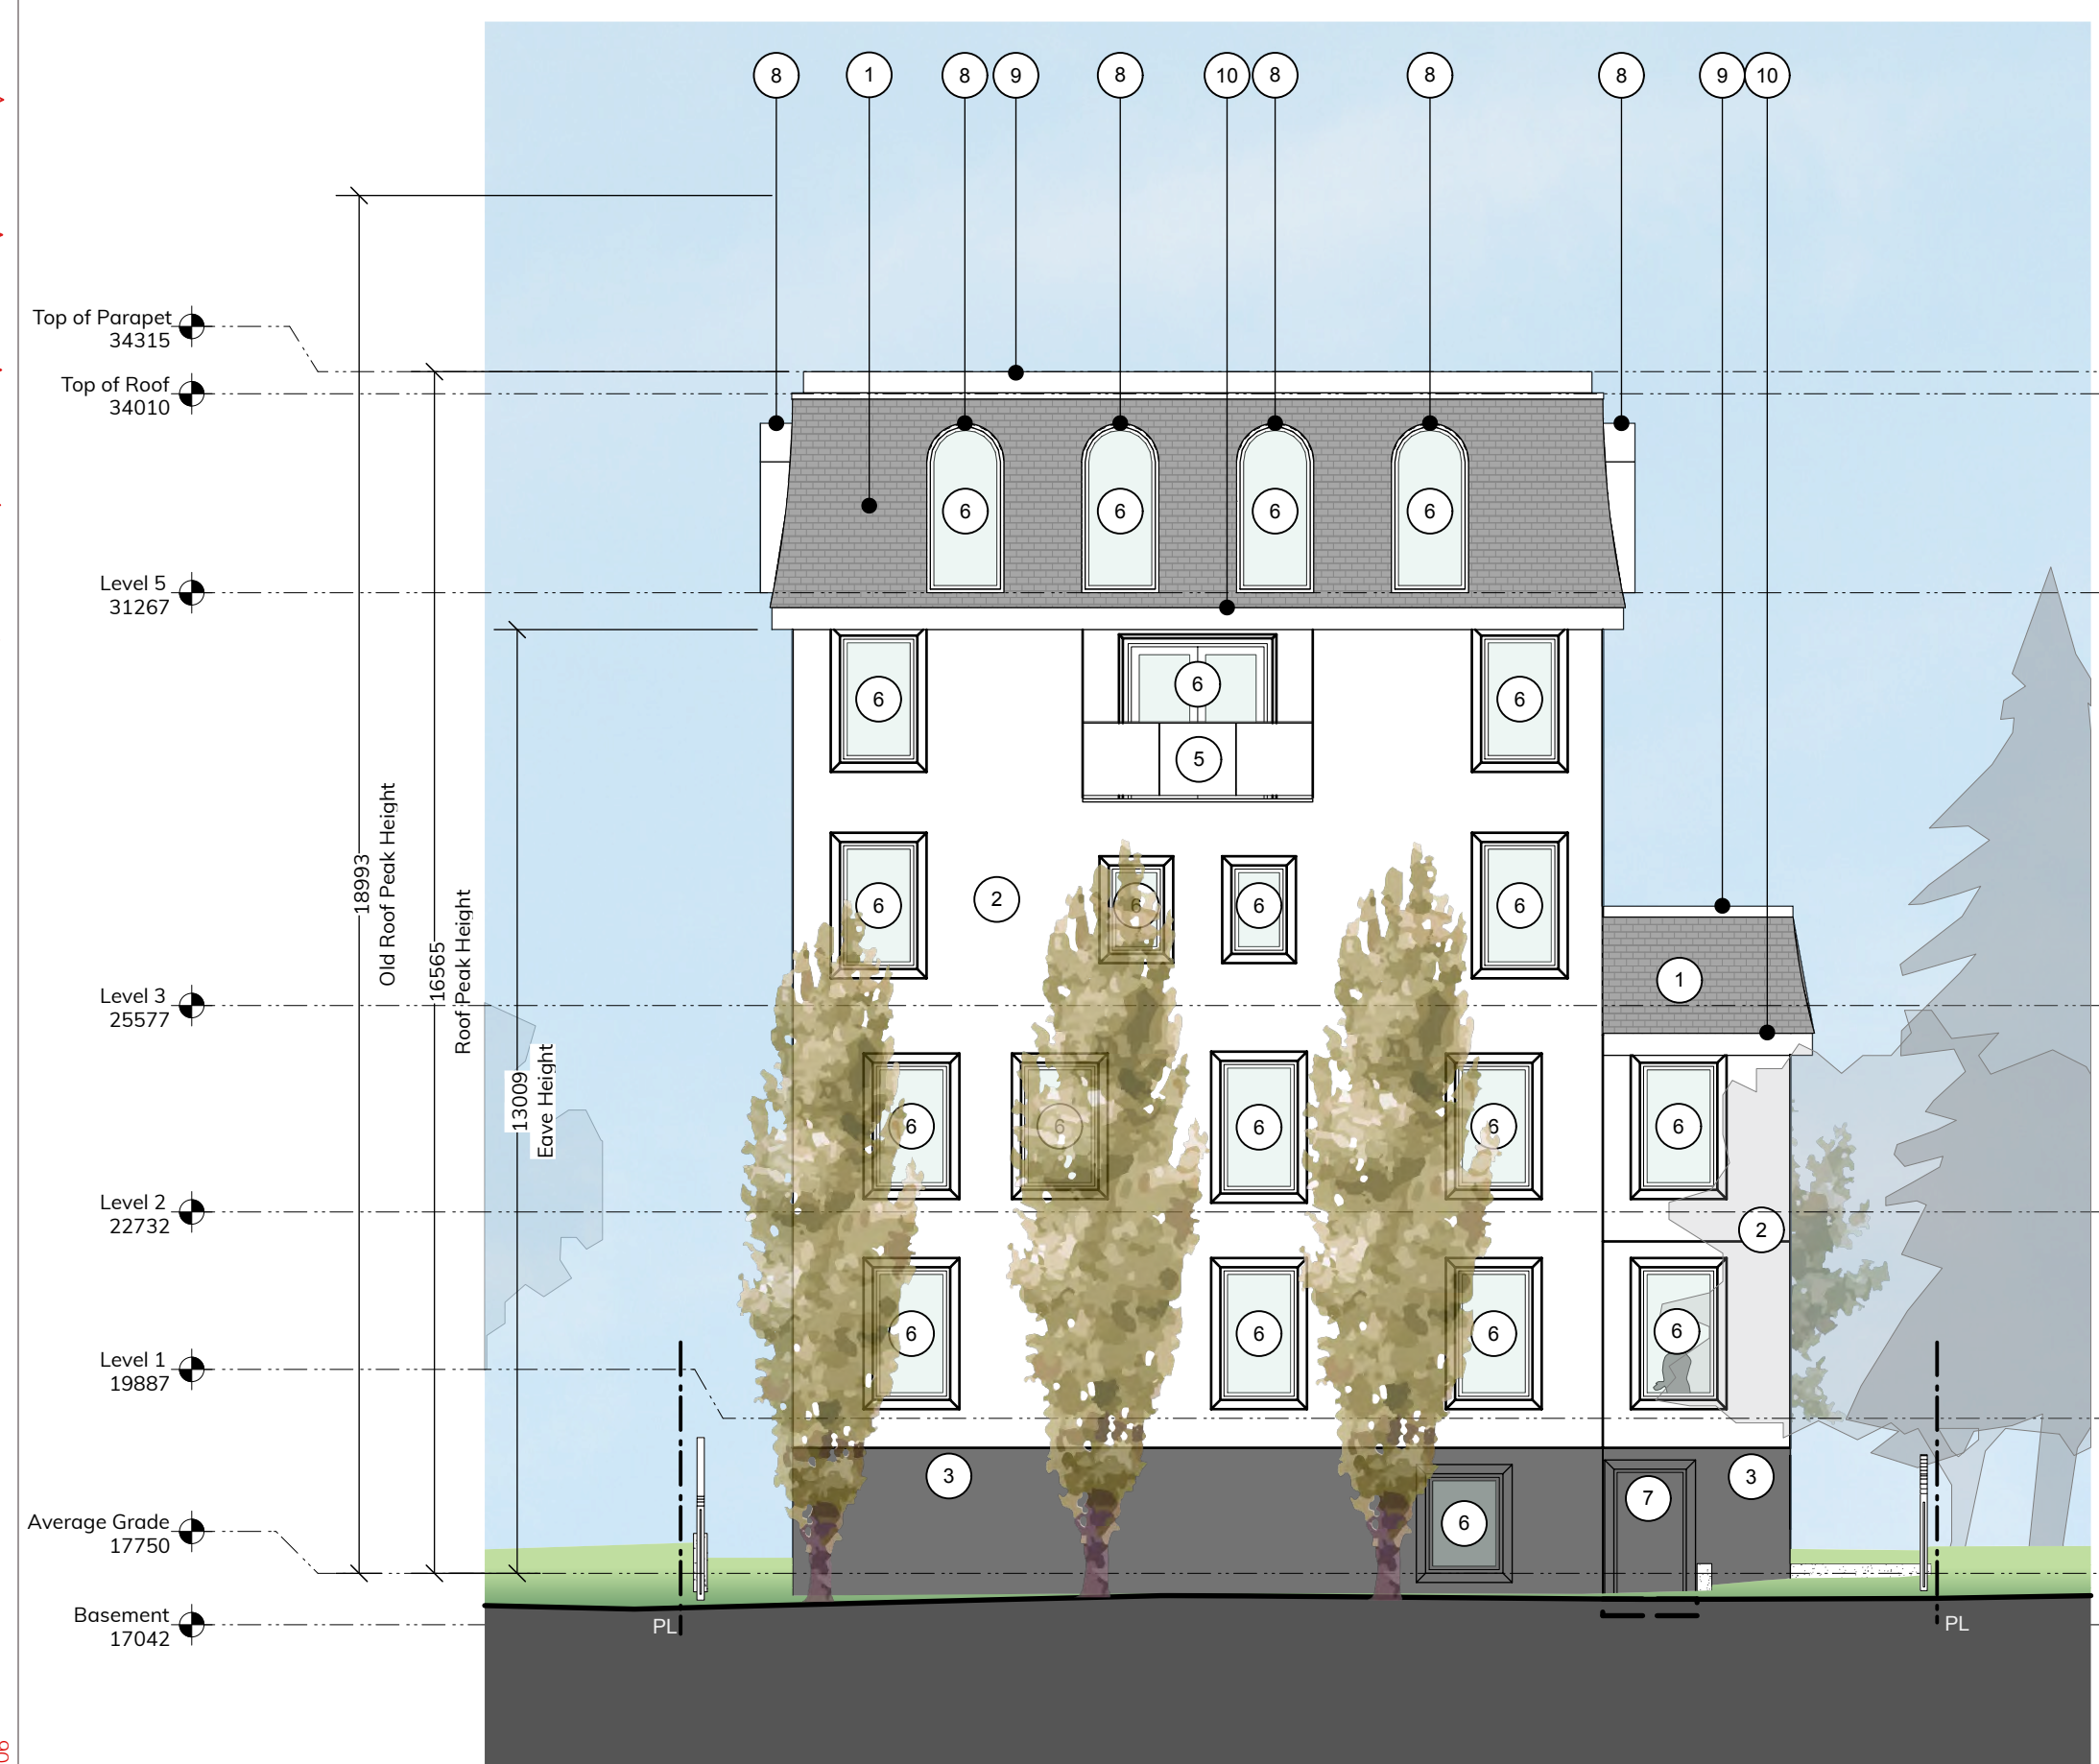 8 1 8 9 8 10 8 8 8 9 10
Top of Parapet
34315
Top of Roof
34010
6 6 6 6
Level 5
31267
6 6 6
5
18993
Old Roof Peak Height
16565
Roof Peak Height
13009
Eave Height
6 2 6 6 6
1
Level 3
25577
6 6 6 6 6
Level 2
22732
2
6 6 6 6
Level 1
19887
3 3
7
6
Average Grade
17750
Basement
17042
PL PL
06